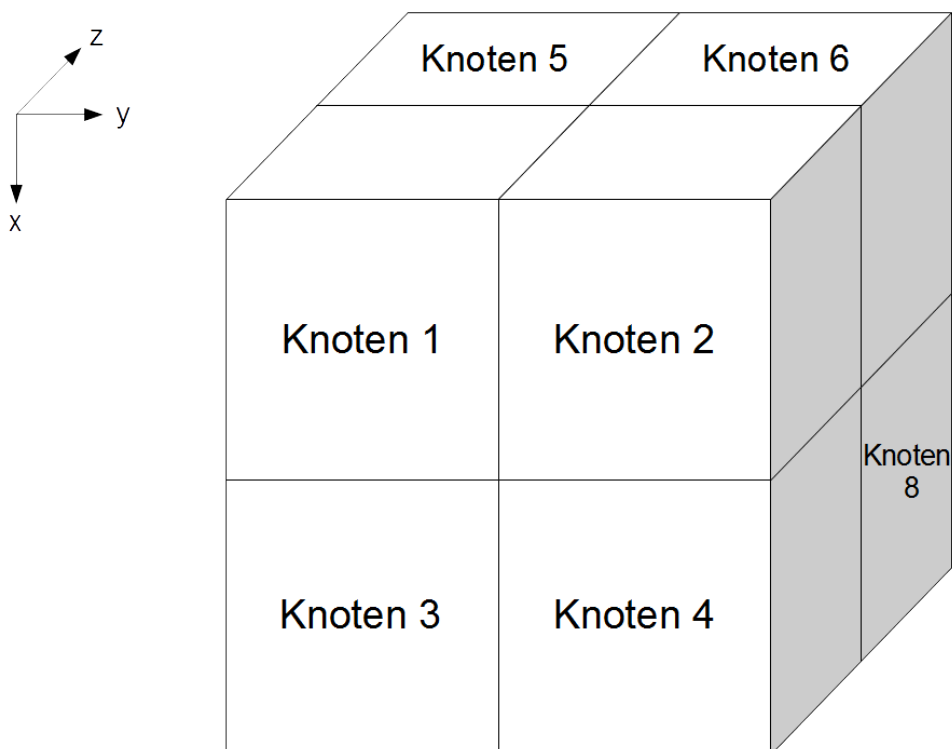 z
y
x
Knoten 5
Knoten 6
Knoten 1
Knoten 2
Knoten
8
Knoten 3
Knoten 4